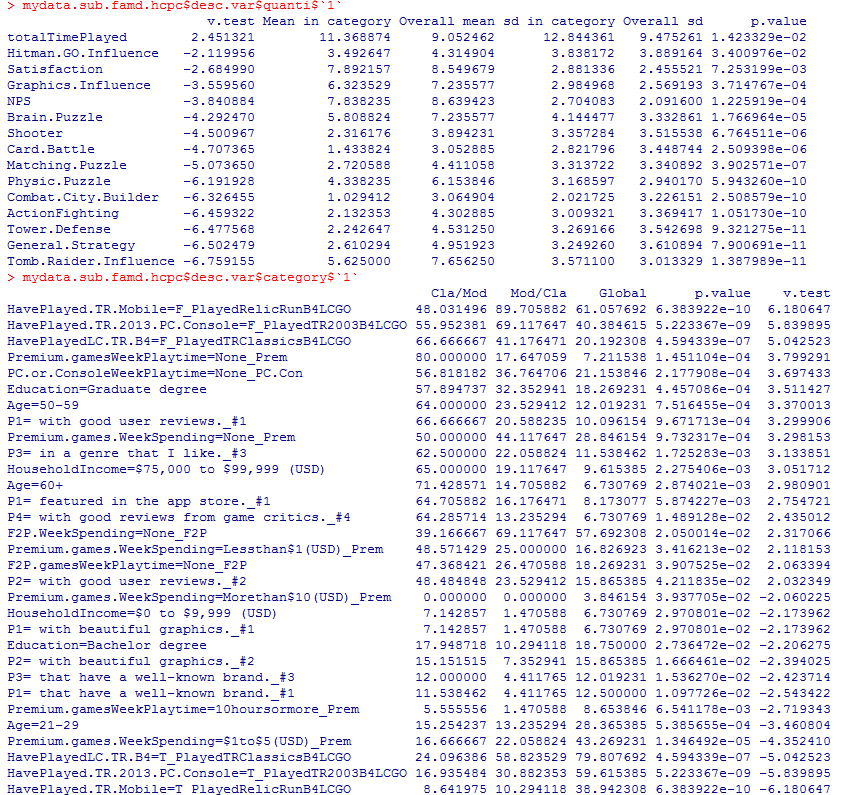 > mydata.sub.famd.hcpc$desc.var$quanti$`1`
v.test Mean in category Overall mean sd in category Overall sd p.value
totalTimePlayed 2.451321 11.368874 9.052462 12.844361 9.475261 1.423329e-02
Hitman.GO.Influence -2.119956 3.492647 4.314904 3.838172 3.889164 3.400976e-02
Satisfaction -2.684990 7.892157 8.549679 2.881336 2.455521 7.253199e-03
Graphics.Influence -3.559560 6.323529 7.235577 2.984968 2.569193 3.714767e-04
NPS -3.840884 7.838235 8.639423 2.704083 2.091600 1.225919e-04
Brain.Puzzle -4.292470 5.808824 7.235577 4.144477 3.332861 1.766964e-05
Shooter -4.500967 2.316176 3.894231 3.357284 3.515538 6.764511e-06
Card.Battle -4.707365 1.433824 3.052885 2.821796 3.448744 2.509398e-06
Matching.Puzzle -5.073650 2.720588 4.411058 3.313722 3.340892 3.902571e-07
Physic.Puzzle -6.191928 4.338235 6.153846 3.168597 2.940170 5.943260e-10
Combat.City.Builder -6.326455 1.029412 3.064904 2.021725 3.226151 2.508579e-10
ActionFighting -6.459322 2.132353 4.302885 3.009321 3.369417 1.051730e-10
Tower.Defense -6.477568 2.242647 4.531250 3.269166 3.542698 9.321275e-11
General.Strategy -6.502479 2.610294 4.951923 3.249260 3.610894 7.900691e-11
Tomb.Raider.Influence -6.759155 5.625000 7.656250 3.571100 3.013329 1.387989e-11
> mydata.sub.famd.hcpc$desc.var$category$`1`
Cla/Mod Mod/Cla Global p.value v.test
HavePlayed.TR.Mobile=F_PlayedRelicRunB4LCGO 48.031496 89.705882 61.057692 6.383922e-10 6.180647
HavePlayed.TR.2013.PC.Console=F_PlayedTR2003B4LCGO 55.952381 69.117647 40.384615 5.223367e-09 5.839895
HavePlayedLC.TR.B4=F_PlayedTRClassicsB4LCGO 66.666667 41.176471 20.192308 4.594339e-07 5.042523
Premium.gamesWeekPlaytime=None_Prem 80.000000 17.647059 7.211538 1.451104e-04 3.799291
PC.or.ConsoleWeekPlaytime=None_PC.Con 56.818182 36.764706 21.153846 2.177908e-04 3.697433
Education=Graduate degree 57.894737 32.352941 18.269231 4.457086e-04 3.511427
Age=50-59 64.000000 23.529412 12.019231 7.516455e-04 3.370013
P1= with good user reviews._#1 66.666667 20.588235 10.096154 9.671713e-04 3.299906
Premium.games.WeekSpending=None_Prem 50.000000 44.117647 28.846154 9.732317e-04 3.298153
P3= in a genre that I like._#3 62.500000 22.058824 11.538462 1.725283e-03 3.133851
HouseholdIncome=$75,000 to $99,999 (USD) 65.000000 19.117647 9.615385 2.275406e-03 3.051712
Age=60+ 71.428571 14.705882 6.730769 2.874021e-03 2.980901
P1= featured in the app store._#1 64.705882 16.176471 8.173077 5.874227e-03 2.754721
P4= with good reviews from game critics._#4 64.285714 13.235294 6.730769 1.489128e-02 2.435012
F2P.WeekSpending=None_F2P 39.166667 69.117647 57.692308 2.050014e-02 2.317066
Premium.games.WeekSpending=Lessthan$1(USD)_Prem 48.571429 25.000000 16.826923 3.416213e-02 2.118153
F2P.gamesWeekPlaytime=None_F2P 47.368421 26.470588 18.269231 3.907525e-02 2.063394
P2= with good user reviews._#2 48.484848 23.529412 15.865385 4.211835e-02 2.032349
Premium.games.WeekSpending=Morethan$10(USD)_Prem 0.000000 0.000000 3.846154 3.937705e-02 -2.060225
HouseholdIncome=$0 to $9,999 (USD) 7.142857 1.470588 6.730769 2.970801e-02 -2.173962
P1= with beautiful graphics._#1 7.142857 1.470588 6.730769 2.970801e-02 -2.173962
Education=Bachelor degree 17.948718 10.294118 18.750000 2.736472e-02 -2.206275
P2= with beautiful graphics._#2 15.151515 7.352941 15.865385 1.666461e-02 -2.394025
P3= that have a well-known brand._#3 12.000000 4.411765 12.019231 1.536270e-02 -2.423714
P1= that have a well-known brand._#1 11.538462 4.411765 12.500000 1.097726e-02 -2.543422
Premium.gamesWeekPlaytime=10hoursormore_Prem 5.555556 1.470588 8.653846 6.541178e-03 -2.719343
Age=21-29 15.254237 13.235294 28.365385 5.385655e-04 -3.460804
Premium.games.WeekSpending=$1to$5(USD)_Prem 16.666667 22.058824 43.269231 1.346492e-05 -4.352410
HavePlayedLC.TR.B4=T_PlayedTRClassicsB4LCGO 24.096386 58.823529 79.807692 4.594339e-07 -5.042523
HavePlayed.TR.2013.PC.Console=T_PlayedTR2003B4LCGO 16.935484 30.882353 59.615385 5.223367e-09 -5.839895
HavePlayed.TR.Mobile=T_PlayedRelicRunB4LCGO 8.641975 10.294118 38.942308 6.383922e-10 -6.180647